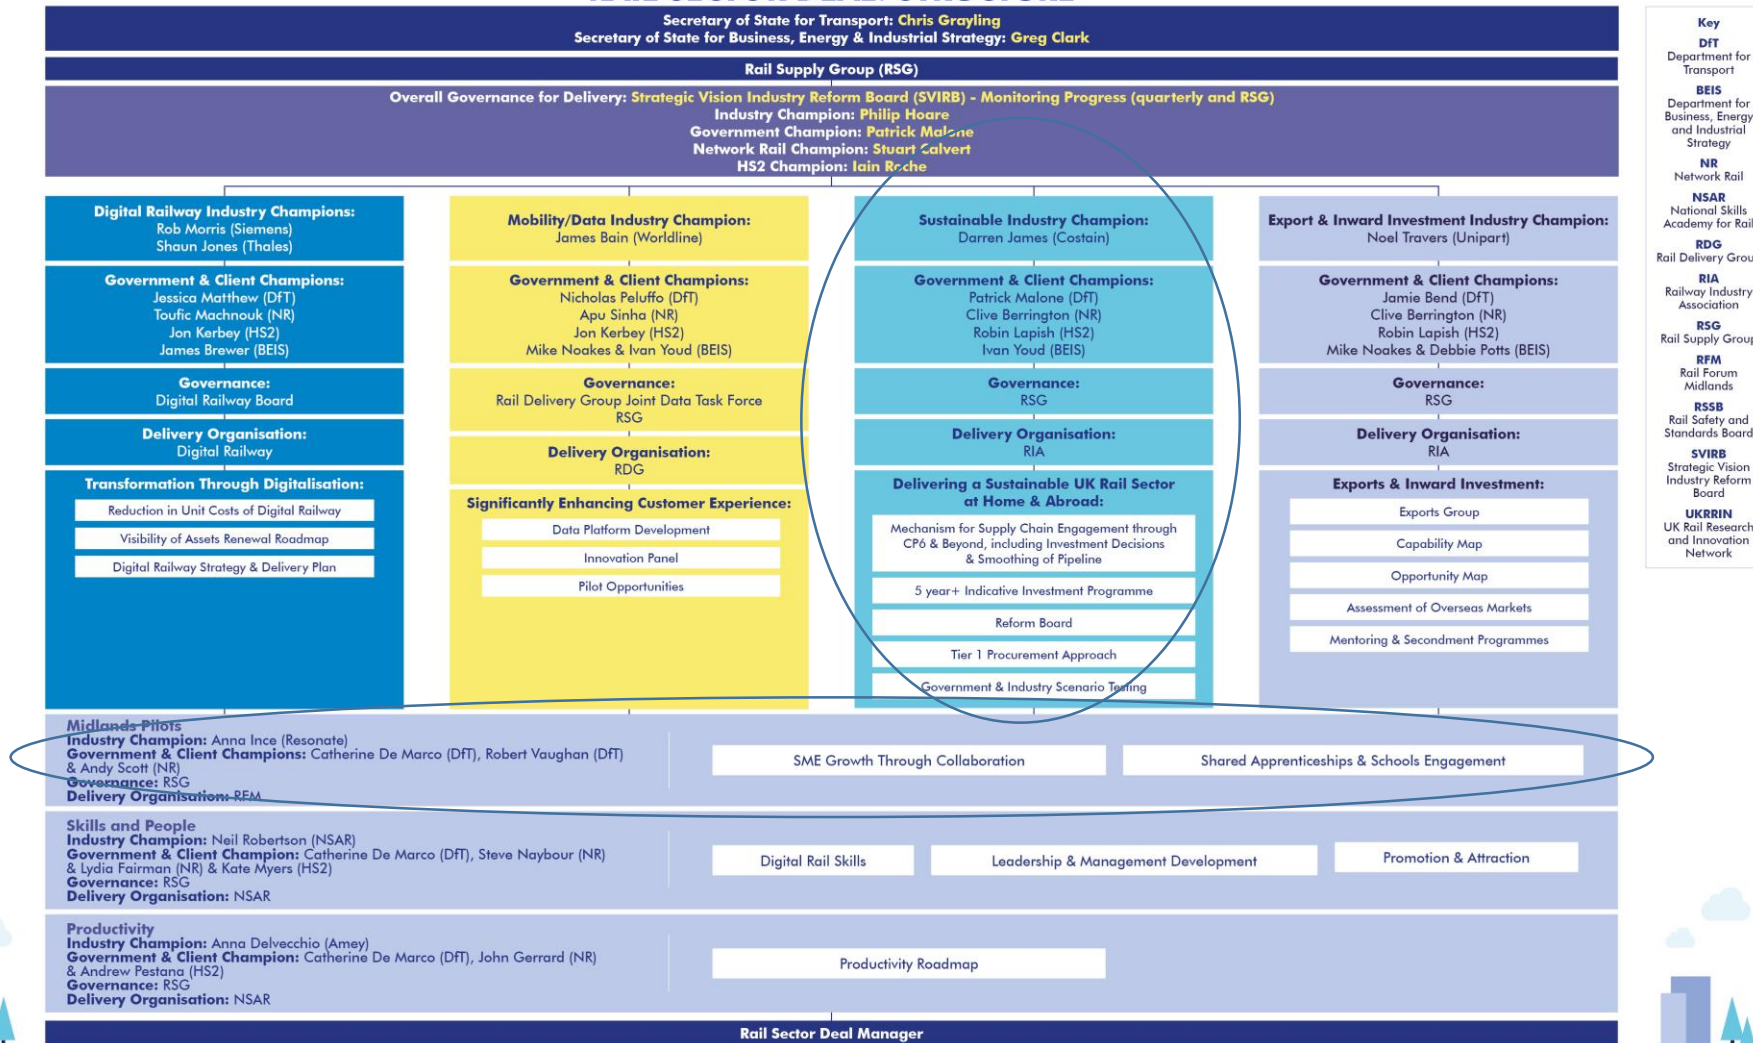 Secretary of State for Transport: Chris Grayling
Secretary of State for Business, Energy & Industrial Strategy: Greg Clark
Rail Supply Group (RSG)
Overall Governance for Delivery: Strategic Vision Industry Reform Board (SVIRB) - Monitoring Progress (quarterly and RSG)
Industry Champion: Philip Hoare
Government Champion: Patrick Malone
Network Rail Champion: Stuart Calvert
HS2 Champion: Iain Roche
Digital Railway Industry Champions:
Rob Morris (Siemens)
Shaun Jones (Thales)
Government & Client Champions:
Jessica Matthew (DfT)
Toufic Machnouk (NR)
Jon Kerbey (HS2)
James Brewer (BEIS)
Governance:
Digital Railway Board
Delivery Organisation:
Digital Railway
Transformation Through Digitalisation:
Reduction in Unit Costs of Digital Railway
Visibility of Assets Renewal Roadmap
Digital Railway Strategy & Delivery Plan
Mobility/Data Industry Champion:
James Bain (Worldline)
Government & Client Champions:
Nicholas Peluffo (DfT)
Apu Sinha (NR)
Jon Kerbey (HS2)
Mike Noakes & Ivan Youd (BEIS)
Governance:
Rail Delivery Group Joint Data Task Force
RSG
Delivery Organisation:
RDG
Significantly Enhancing Customer Experience:
Data Platform Development
Innovation Panel
Pilot Opportunities
Sustainable Industry Champion:
Darren James (Costain)
Government & Client Champions:
Patrick Malone (DfT)
Clive Berrington (NR)
Robin Lapish (HS2)
Ivan Youd (BEIS)
Governance:
RSG
Delivery Organisation:
RIA
Delivering a Sustainable UK Rail Sector
at Home & Abroad:
Mechanism for Supply Chain Engagement through
CP6 & Beyond, including Investment Decisions
& Smoothing of Pipeline
5 year+ Indicative Investment Programme
Reform Board
Tier 1 Procurement Approach
Government & Industry Scenario Testing
Export & Inward Investment Industry Champion:
Noel Travers (Unipart)
Government & Client Champions:
Jamie Bend (DfT)
Clive Berrington (NR)
Robin Lapish (HS2)
Mike Noakes & Debbie Potts (BEIS)
Governance:
RSG
Delivery Organisation:
RIA
Exports & Inward Investment:
Exports Group
Capability Map
Opportunity Map
Assessment of Overseas Markets
Mentoring & Secondment Programmes
Midlands Pilots
Industry Champion: Anna Ince (Resonate)
Government & Client Champions: Catherine De Marco (DfT), Robert Vaughan (DfT)
& Andy Scott (NR)
Governance: RSG
Delivery Organisation: RFM
SME Growth Through Collaboration
Shared Apprenticeships & Schools Engagement
Skills and People
Industry Champion: Neil Robertson (NSAR)
Government & Client Champion: Catherine De Marco (DfT), Steve Naybour (NR)
& Lydia Fairman (NR) & Kate Myers (HS2)
Governance: RSG
Delivery Organisation: NSAR
Digital Rail Skills
Leadership & Management Development
Promotion & Attraction
Productivity
Industry Champion: Anna Delvecchio (Amey)
Government & Client Champion: Catherine De Marco (DfT), John Gerrard (NR)
& Andrew Pestana (HS2)
Governance: RSG
Delivery Organisation: NSAR
Productivity Roadmap
Rail Sector Deal Manager
Key
DfT
Department for
Transport
BEIS
Department for
Business, Energy
and Industrial
Strategy
NR
Network Rail
NSAR
National Skills
Academy for Rail
RDG
Rail Delivery Grou
RIA
Railway Industry
Association
RSG
Rail Supply Group
RFM
Rail Forum
Midlands
RSSB
Rail Safety and
Standards Board
SVIRB
Strategic Vision
Industry Reform
Board
UKRRIN
UK Rail Research
and Innovation
Network